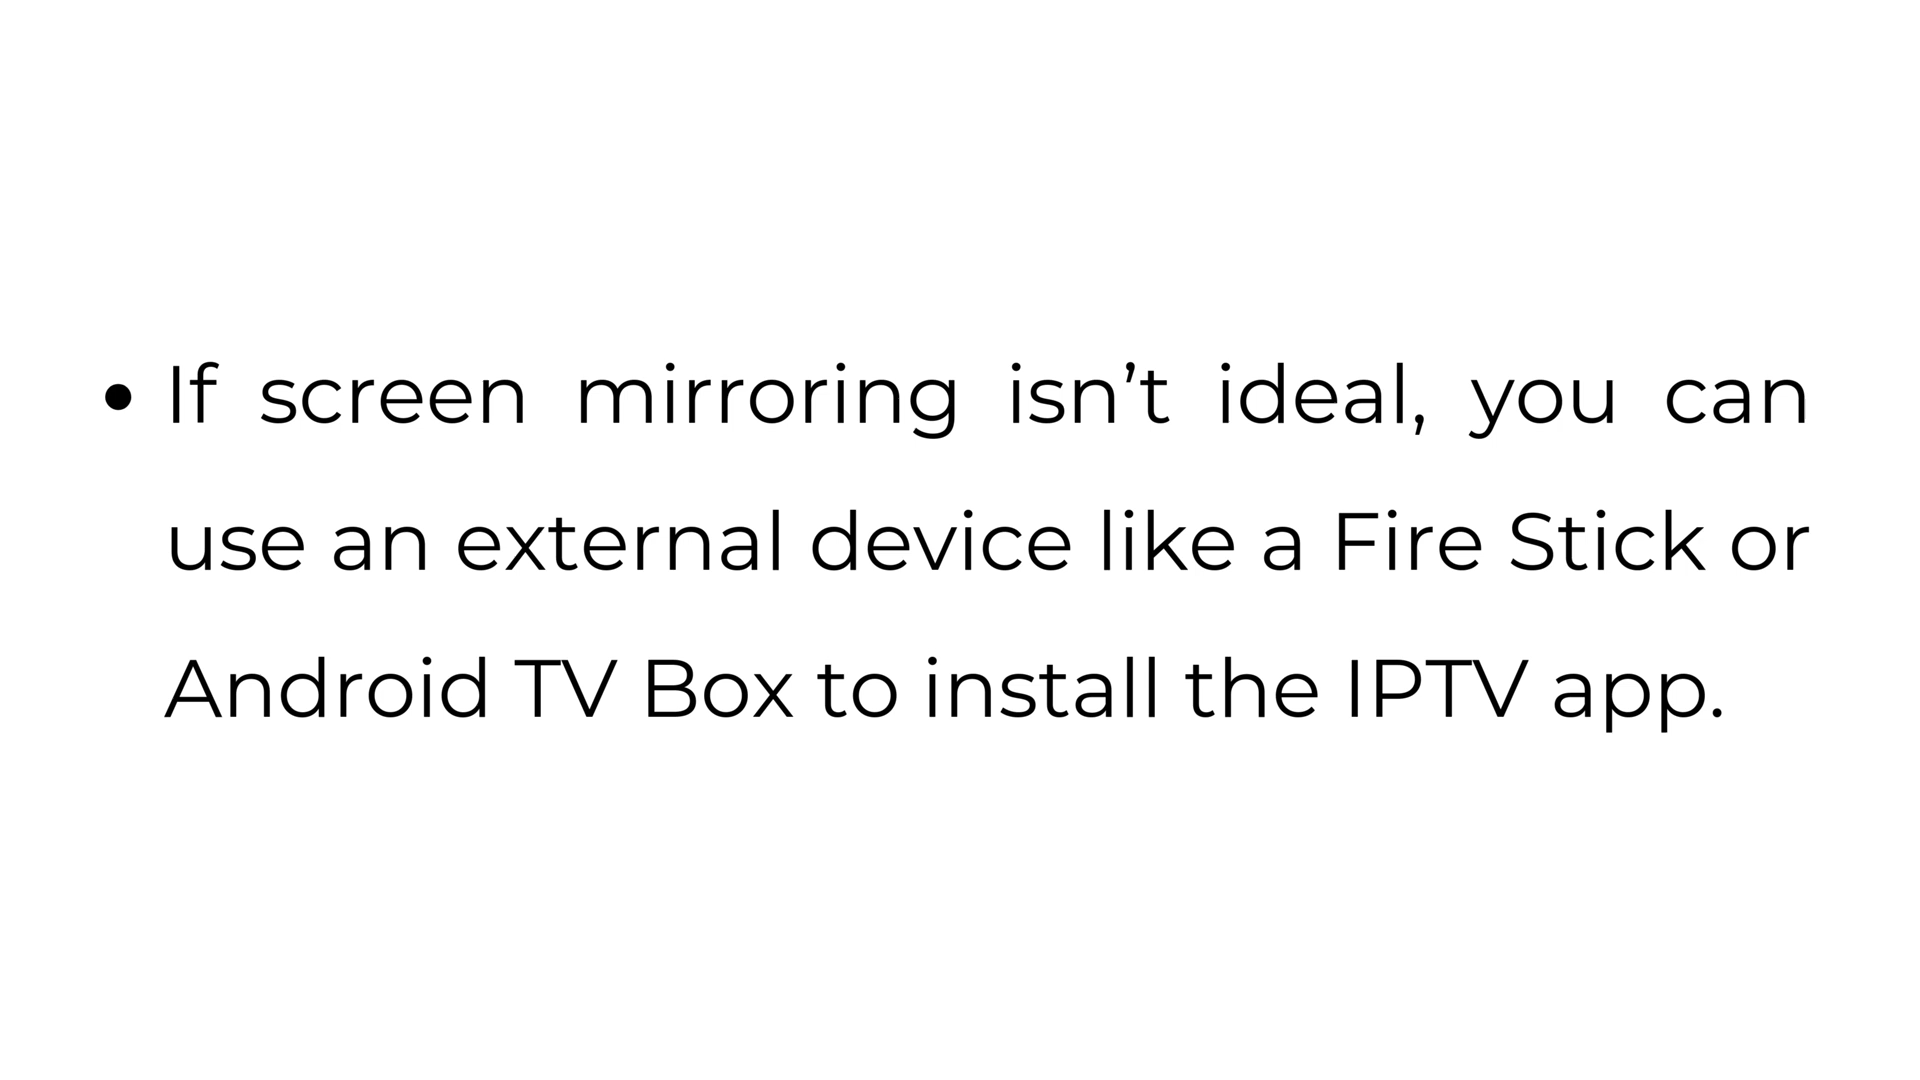 • If screen mirroring isn’t ideal, you can
use an external device like a Fire Stick or
Android TV Box to install the IPTV app.